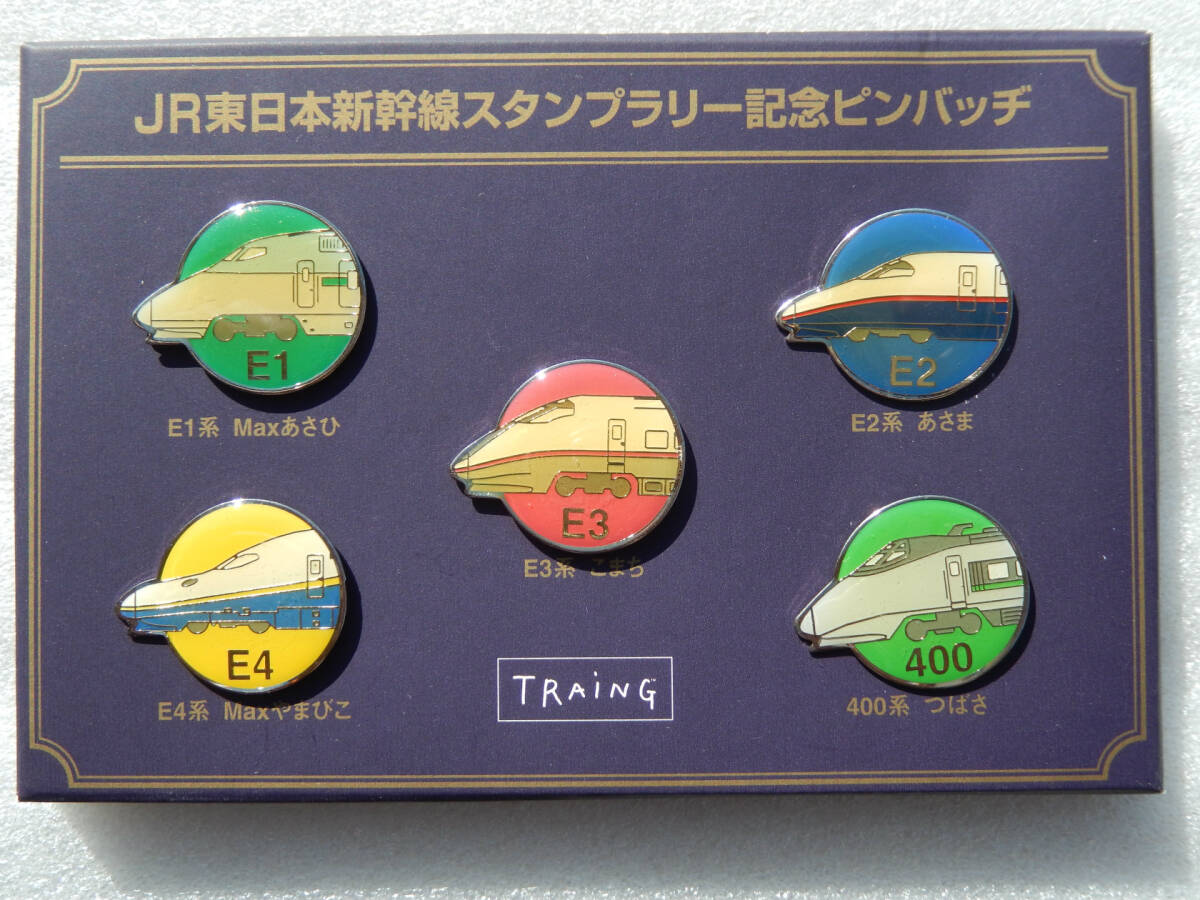 JR東日本新幹線スタンプラリー記念ピンバッヂ
E1
E1系 Maxあさひ
E2
E2系 あさま
E3
E3系 こまち
E4
E4系 Maxやまびこ
400
400系 つばさ
TRAiNG™